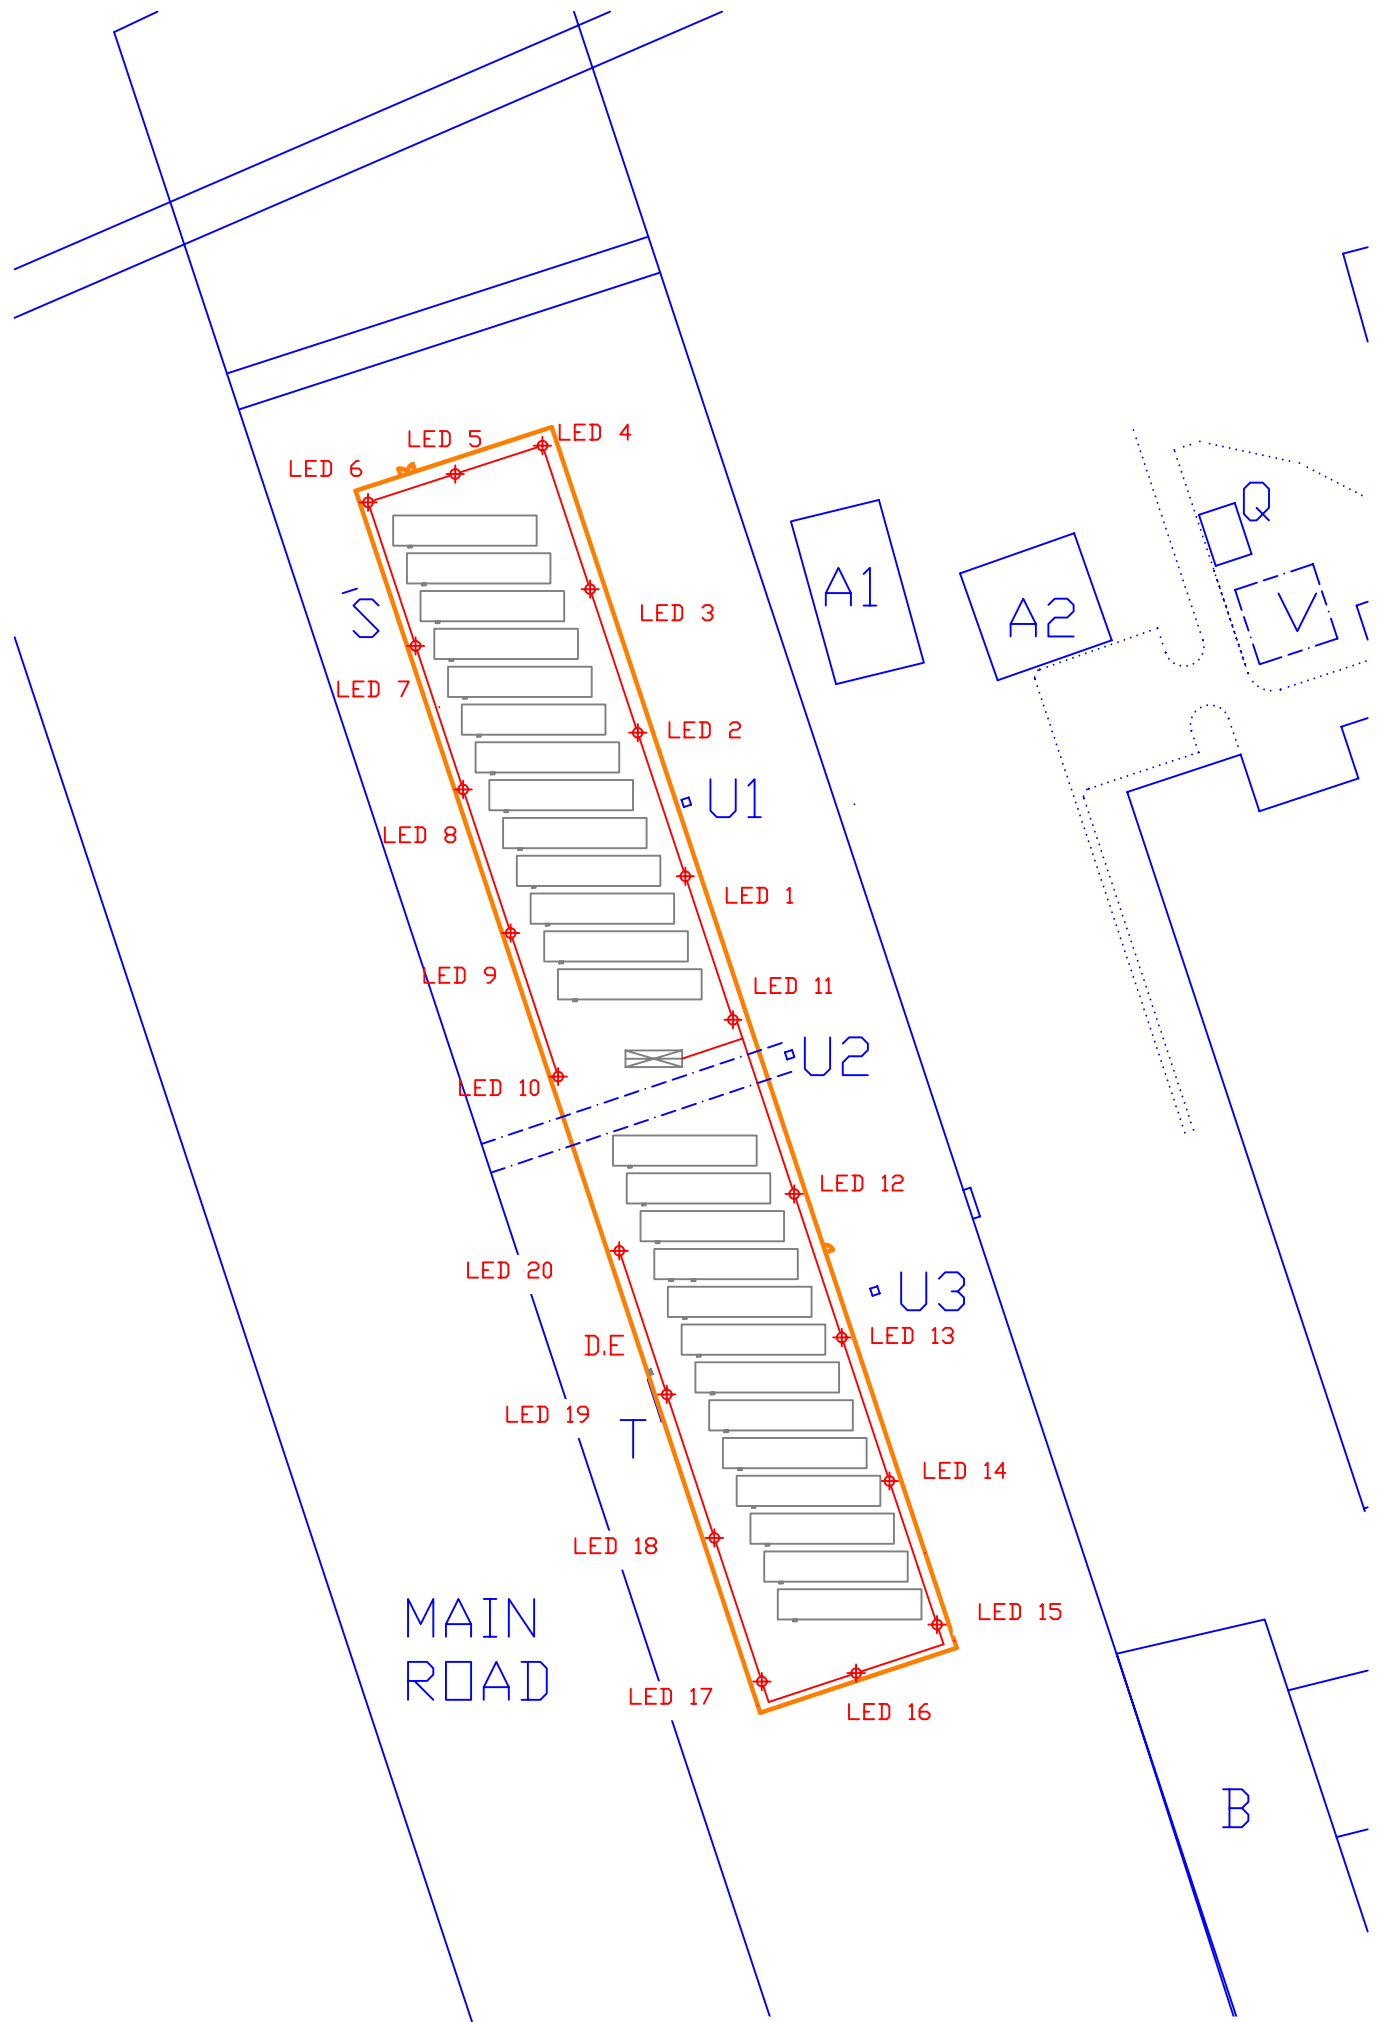 LED 4
LED 5
LED 6
Q
A1
V
S
A2
LED 3
LED 7
LED 2
U1
LED 8
LED 1
LED 9
LED 11
U2
LED 10
LED 12
LED 20
U3
LED 13
D.E
LED 19
T
LED 14
LED 18
MAIN
ROAD
LED 15
LED 17
LED 16
B